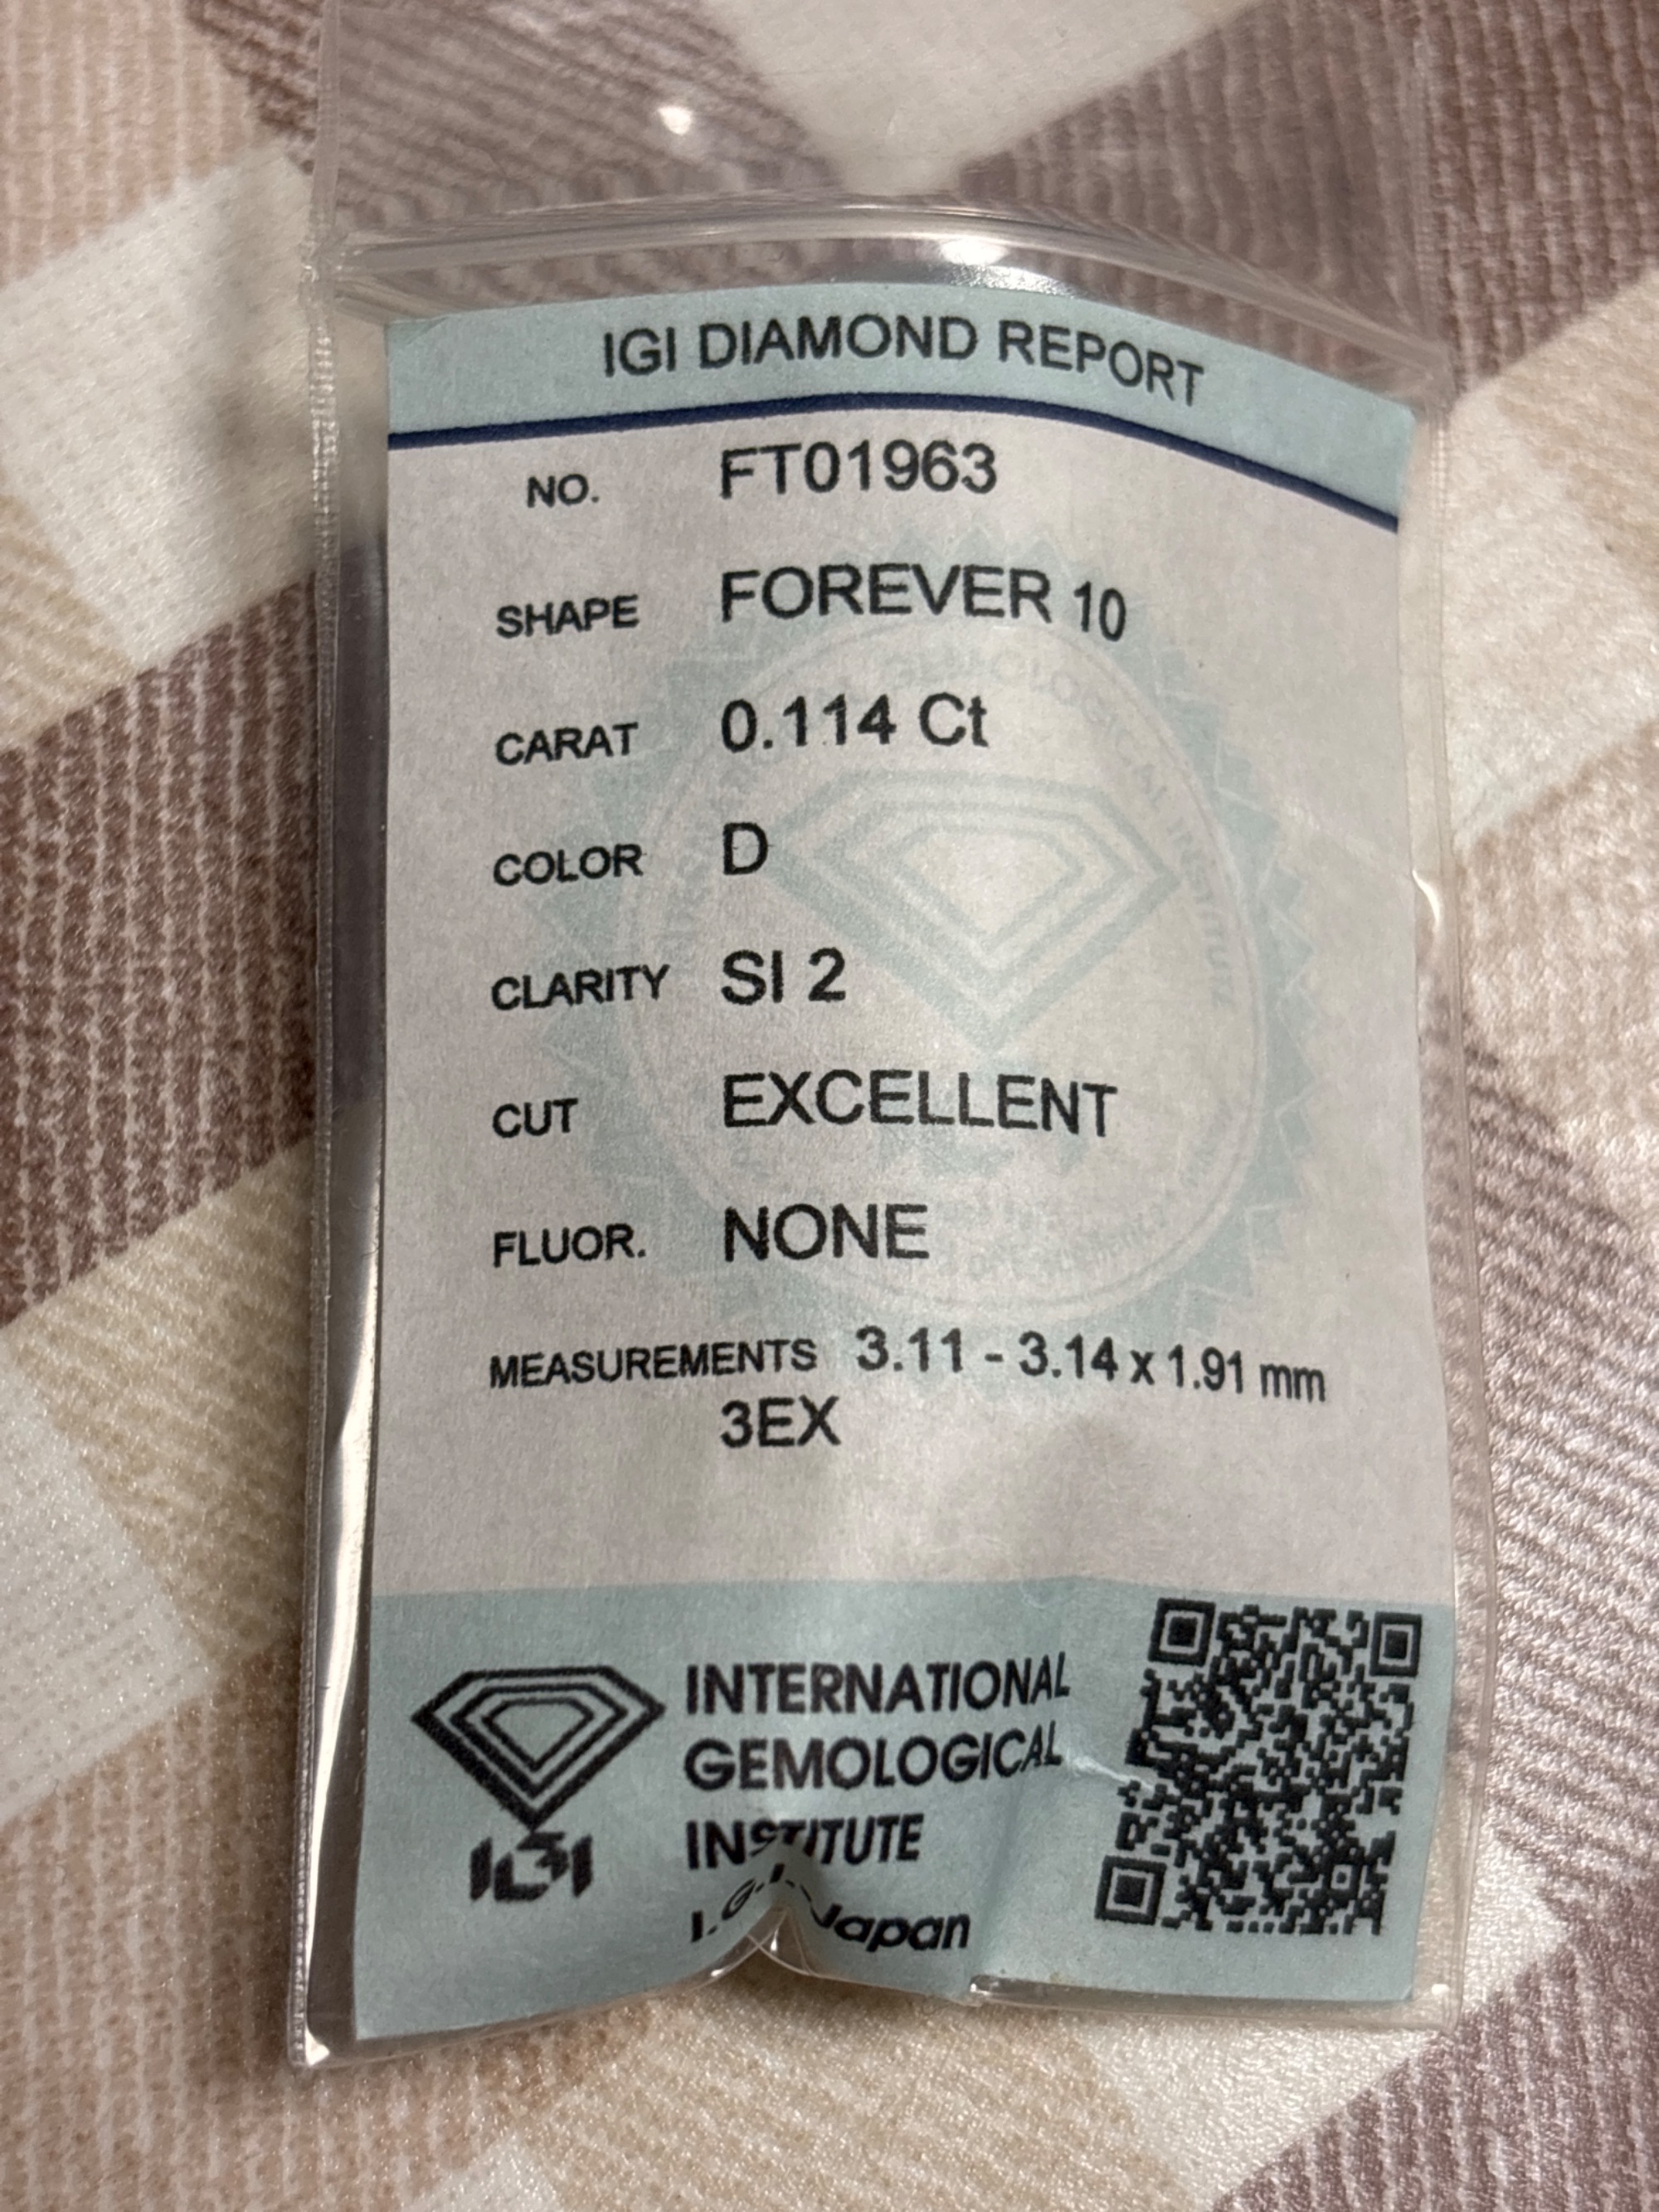 IGI DIAMOND REPORT
NO. FT01963
SHAPE FOREVER 10
CARAT 0.114 Ct
COLOR D
CLARITY SI 2
CUT EXCELLENT
FLUOR. NONE
MEASUREMENTS 3.11 - 3.14 x 1.91 mm
3EX
INTERNATIONAL
GEMOLOGICAL
INSTITUTE
I.G.I. Japan
IGI